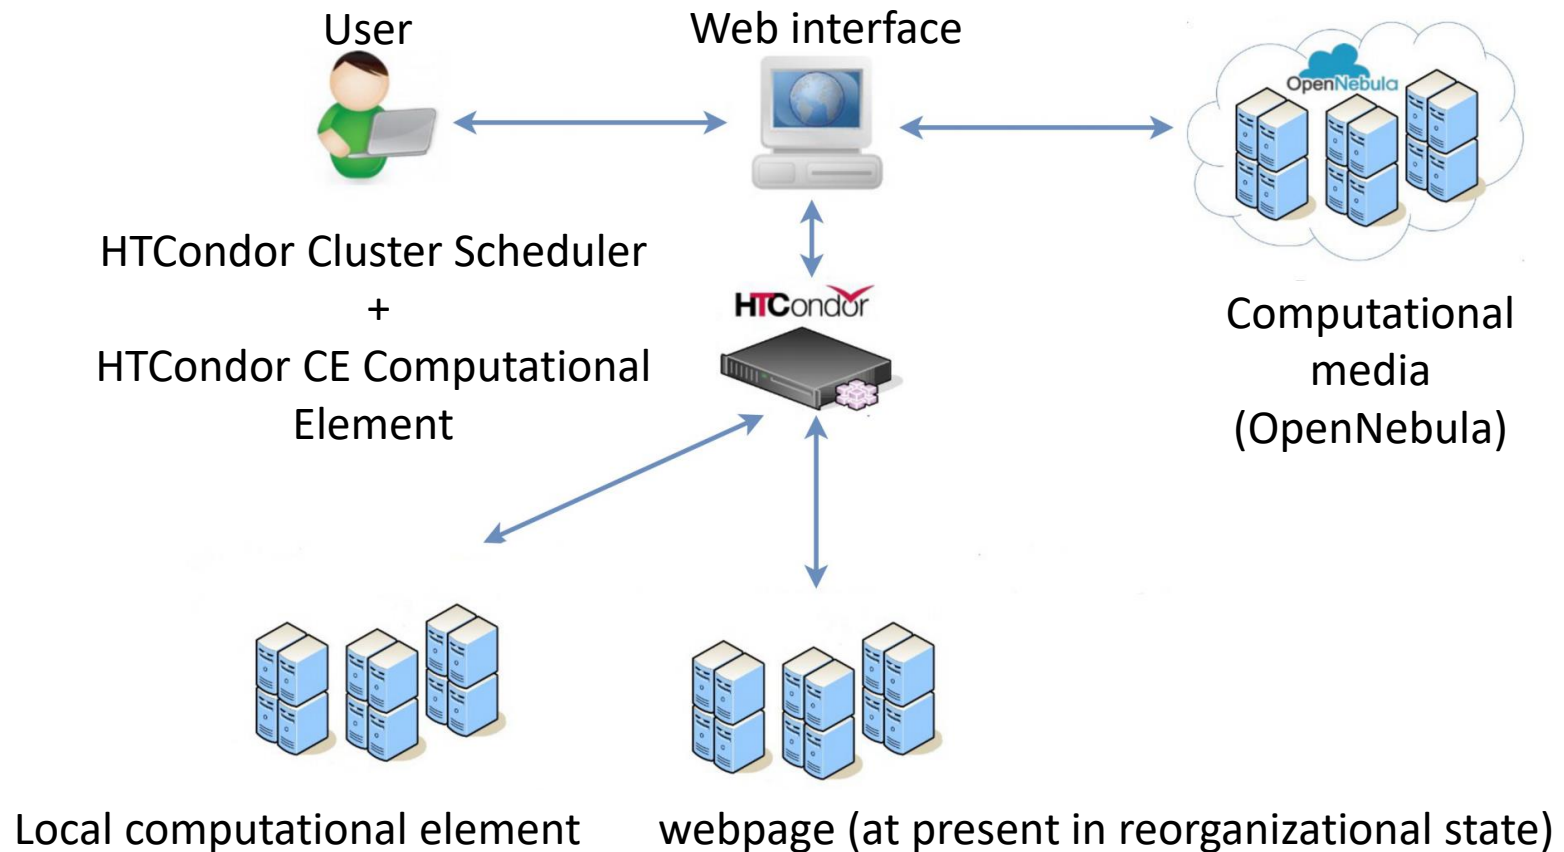 User
Web interface
OpenNebula
HTCondor Cluster Scheduler
+
HTCondor CE Computational
Element
HTCondor
Computational
media
(OpenNebula)
Local computational element
webpage (at present in reorganizational state)